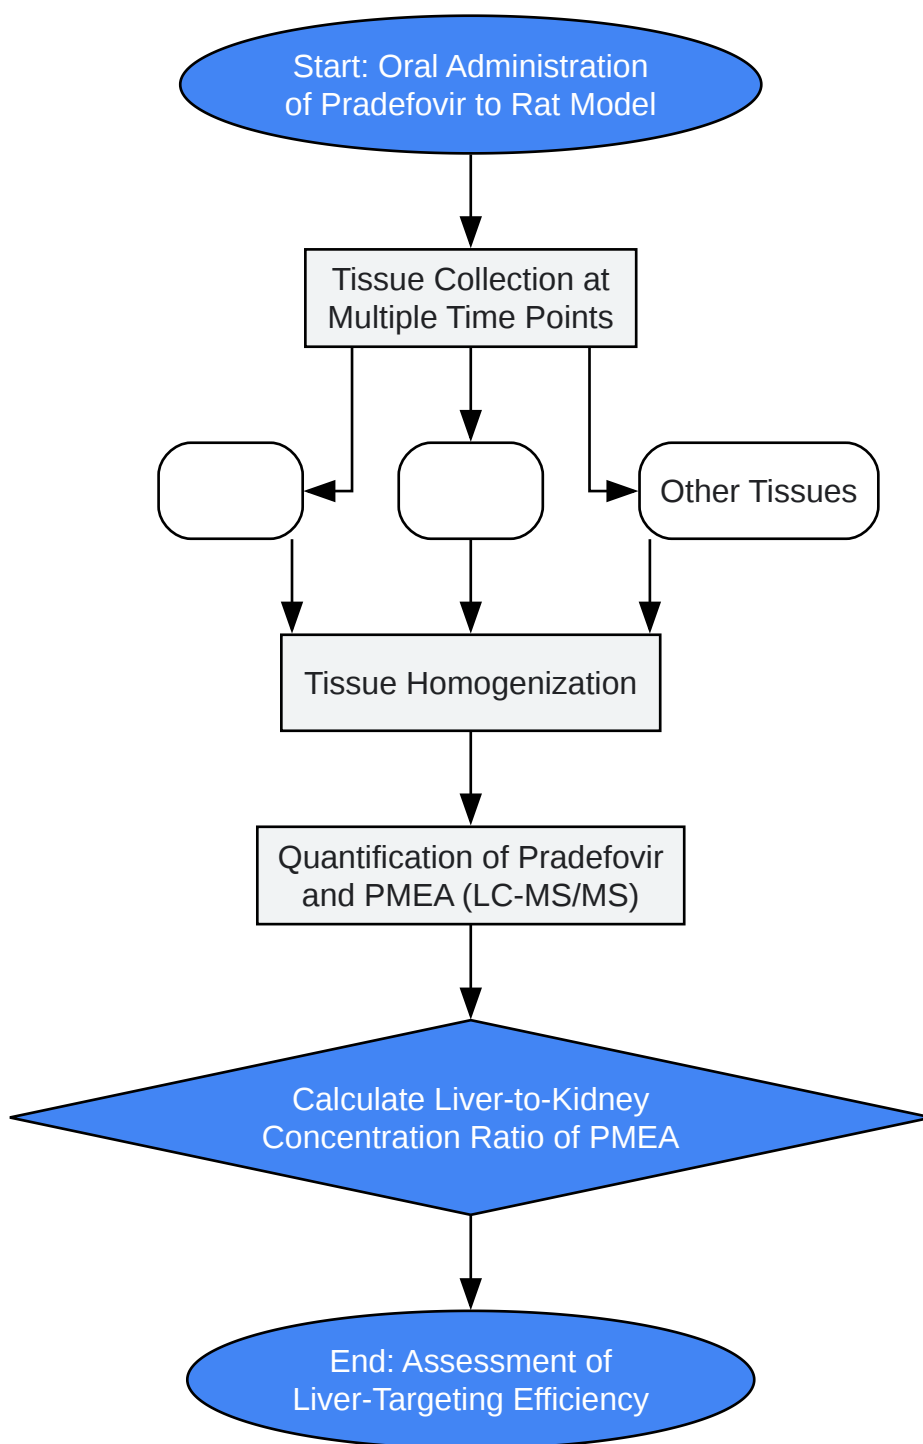 Start: Oral Administration
of Pradefovir to Rat Model
Tissue Collection at
Multiple Time Points
Other Tissues
Tissue Homogenization
Quantification of Pradefovir
and PMEA (LC-MS/MS)
Calculate Liver-to-Kidney
Concentration Ratio of PMEA
End: Assessment of
Liver-Targeting Efficiency